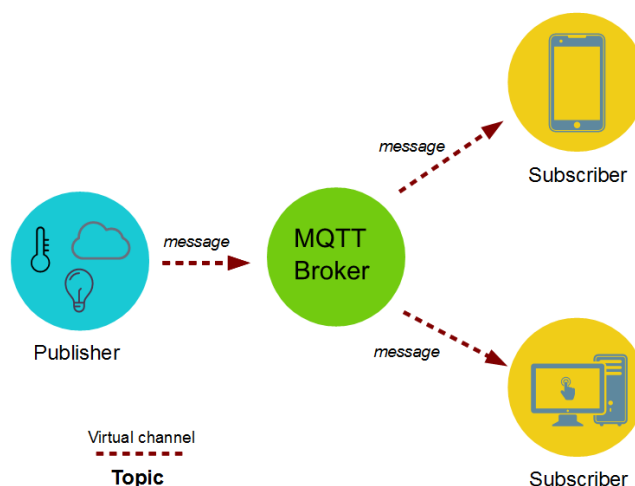 message
Subscriber
message
MQTT
Broker
Publisher
message
Virtual channel
Topic
Subscriber